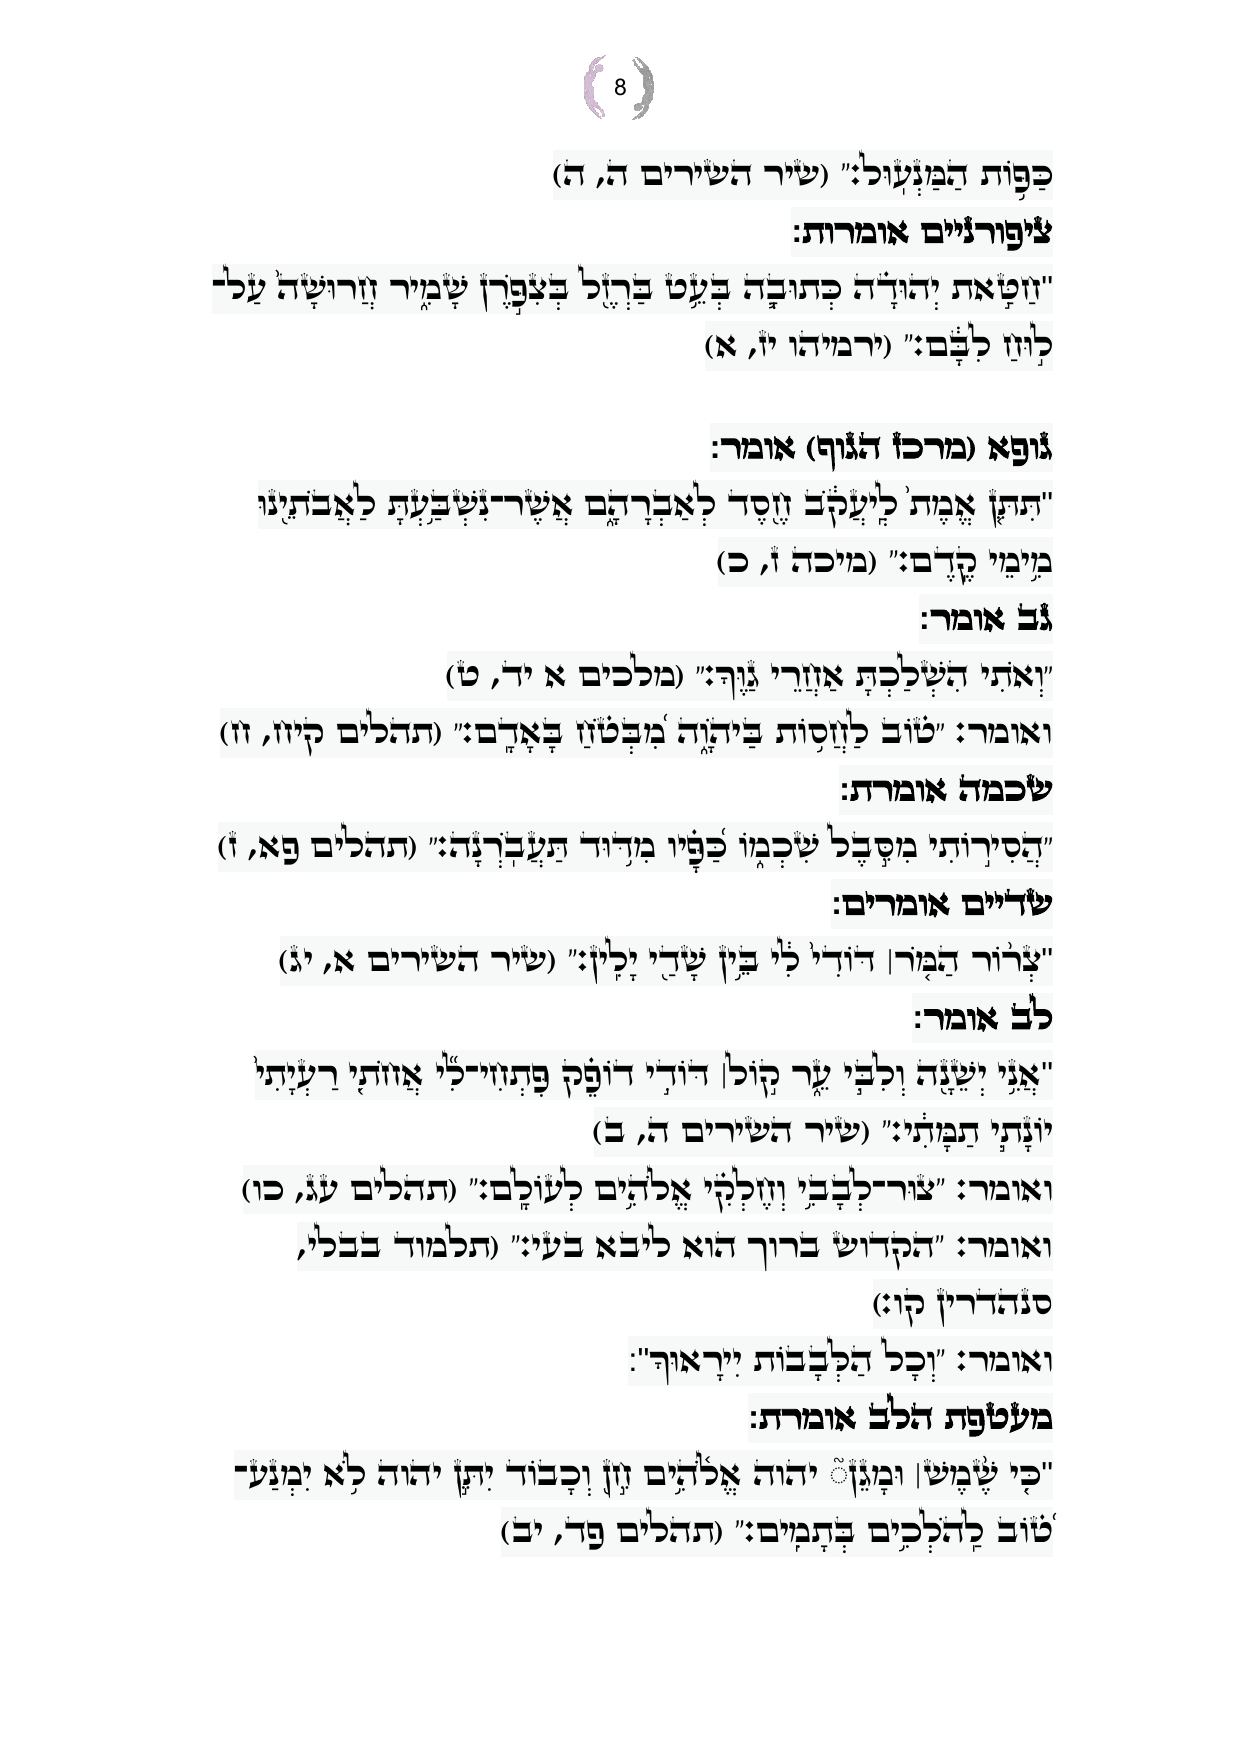 8
כַּפּ֥וֹת הַמַּנְעֽוּל׃״ (שיר השירים ה, ה)
ציפורניים אומרות:
"חַטַּ֣את יְהוּדָ֗ה כְּתוּבָ֛ה בְּעֵ֥ט בַּרְזֶ֖ל בְּצִפֹּ֣רֶן שָׁמִ֑יר חֲרוּשָׁה֙ עַל־
ל֣וּחַ לִבָּ֔ם׃״ (ירמיהו יז, א)
גופא (מרכז הגוף) אומר:
"תִּתֵּ֤ן אֱמֶת֙ לְֽיַעֲקֹ֔ב חֶ֖סֶד לְאַבְרָהָ֑ם אֲשֶׁר־נִשְׁבַּ֥עְתָּ לַאֲבֹתֵ֖ינוּ
מִ֥ימֵי קֶֽדֶם׃״ (מיכה ז, כ)
גב אומר:
״וְאֹתִ֥י הִשְׁלַ֖כְתָּ אַחֲרֵ֥י גַוֶּֽךָ׃״ (מלכים א יד, ט)
ואומר: ״ט֗וֹב לַחֲס֥וֹת בַּיהֹוָ֑ה מִ֝בְּטֹ֗חַ בָּאָדָֽם׃״ (תהלים קיח, ח)
שכמה אומרת:
״הֲסִיר֣וֹתִי מִסֵּ֣בֶל שִׁכְמ֑וֹ כַּ֝פָּ֗יו מִדּ֥וּד תַּעֲבֹֽרְנָה׃״ (תהלים פא, ז)
שדיים אומרים:
"צְר֨וֹר הַמֹּ֤ר׀ דּוֹדִי֙ לִ֔י בֵּ֥ין שָׁדַ֖י יָלִֽין׃״ (שיר השירים א, יג)
לב אומר:
"אֲנִ֥י יְשֵׁנָ֖ה וְלִבִּ֣י עֵ֑ר ק֣וֹל׀ דּוֹדִ֣י דוֹפֵ֗ק פִּתְחִי־לִ֞י אֲחֹתִ֤י רַעְיָתִי֙
יוֹנָתִ֣י תַמָּתִ֔י׃״ (שיר השירים ה, ב)
ואומר: ״צוּר־לְבָבִ֥י וְחֶלְקִ֗י אֱלֹהִ֥ים לְעוֹלָֽם׃״ (תהלים עג, כו)
ואומר: ״הקדוש ברוך הוא ליבא בעי׃״ (תלמוד בבלי,
סנהדרין קו:)
ואומר: ״וְכָל הַלְּבָבוֹת יִירָאוּךָ":
מעטפת הלב אומרת:
"כִּ֤י שֶׁ֨מֶשׁ׀ וּמָגֵן֮ יהוה אֱלֹ֫הִ֥ים חֵ֣ן וְכָבוֹד יִתֵּ֣ן יהוה לֹ֥א יִמְנַע־
ט֝֗וֹב לַֽהֹלְכִ֥ים בְּתָמִֽים׃״ (תהלים פד, יב)